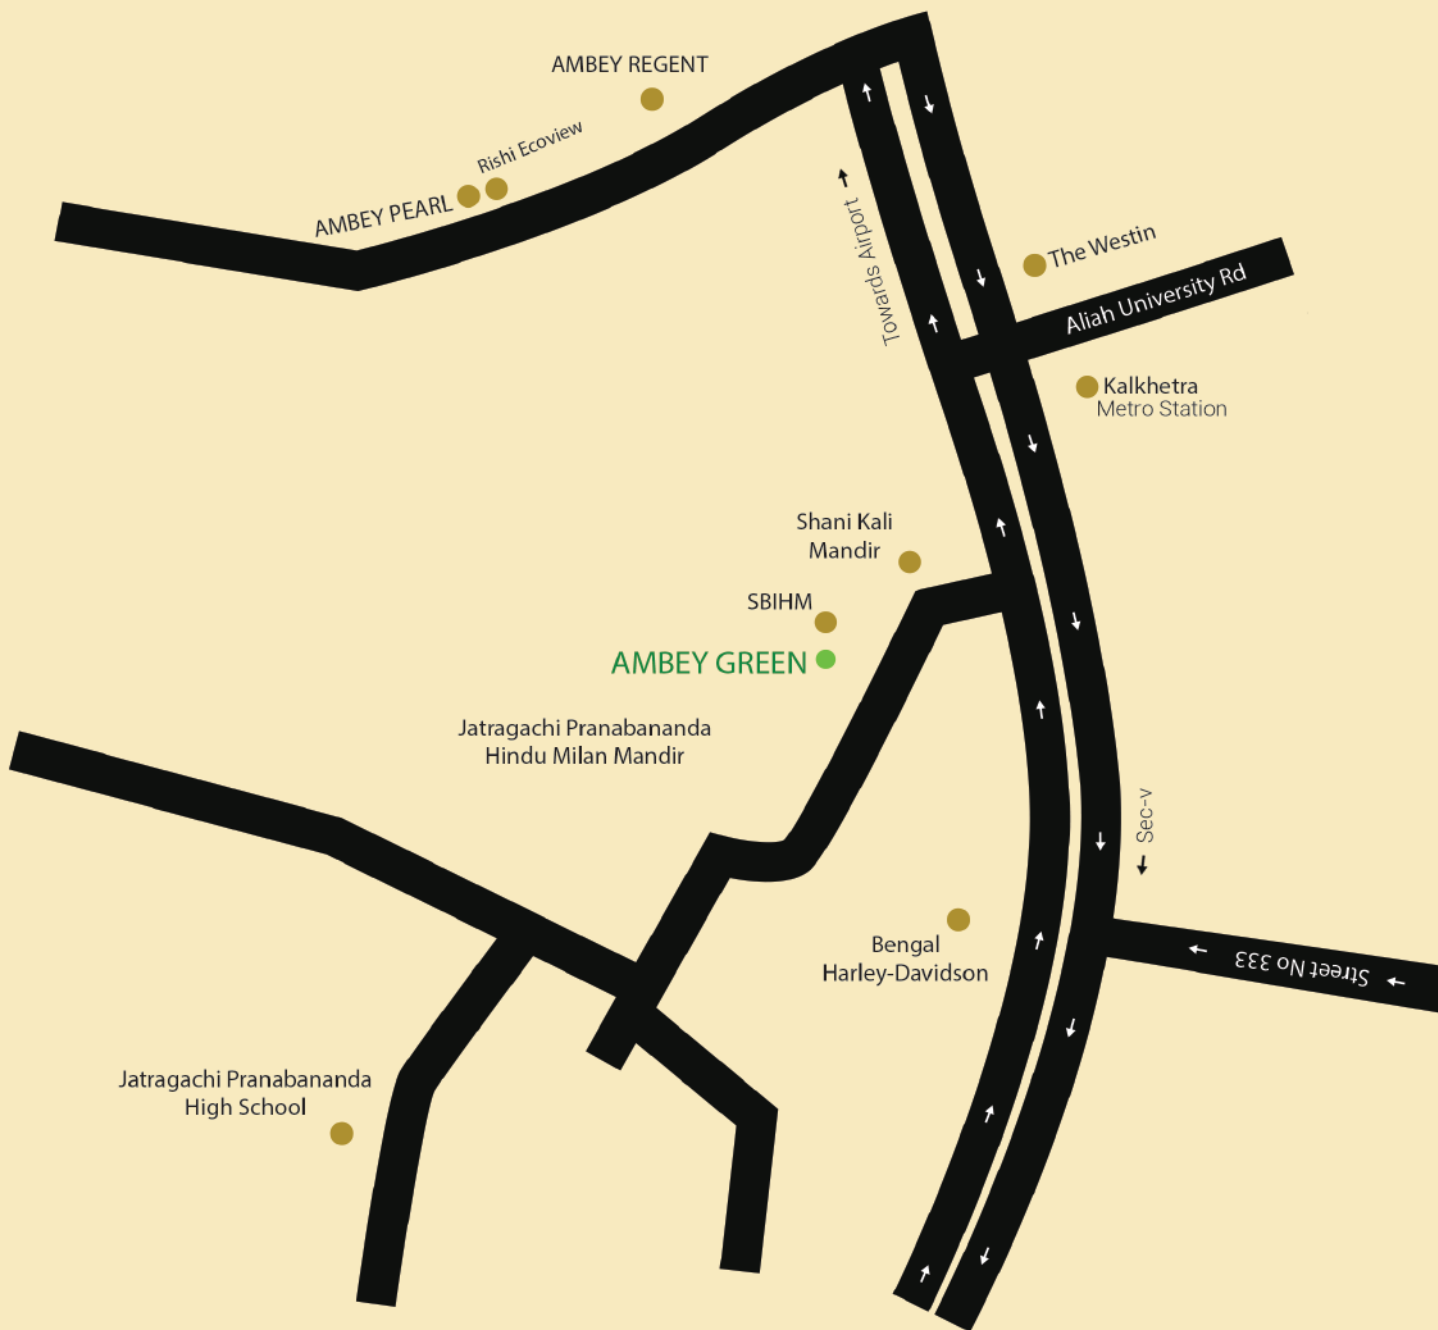 AMBEY REGENT
Rishi Ecoview
AMBEY PEARL
Towards Airport
The Westin
Aliah University Rd
Kalkhetra
Metro Station
Shani Kali
Mandir
SBIHM
AMBEY GREEN
Jatragachi Pranabananda
Hindu Milan Mandir
Sec-v
Bengal
Harley-Davidson
Street No 333
Jatragachi Pranabananda
High School